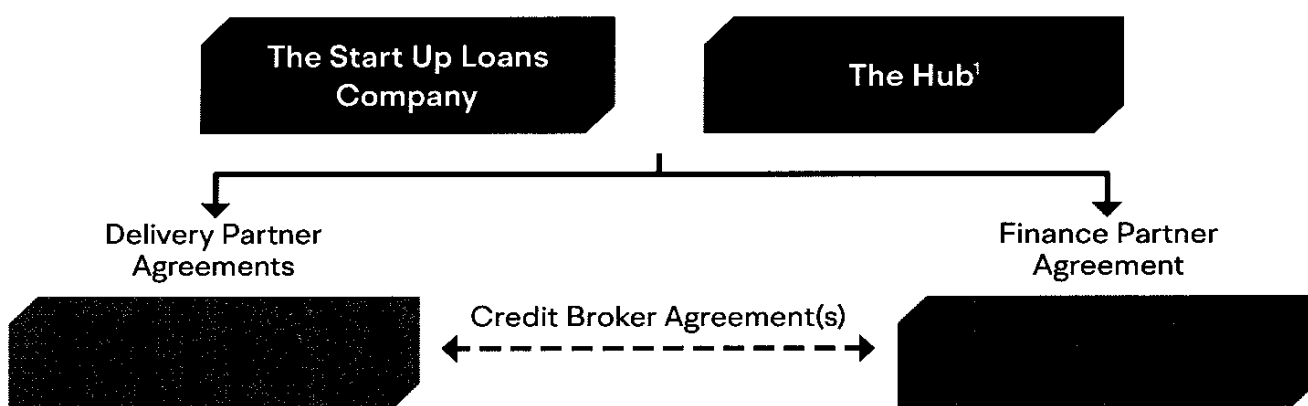 The Start Up Loans
Company
The Hub¹
Delivery Partner
Agreements
Finance Partner
Agreement
Credit Broker Agreement(s)